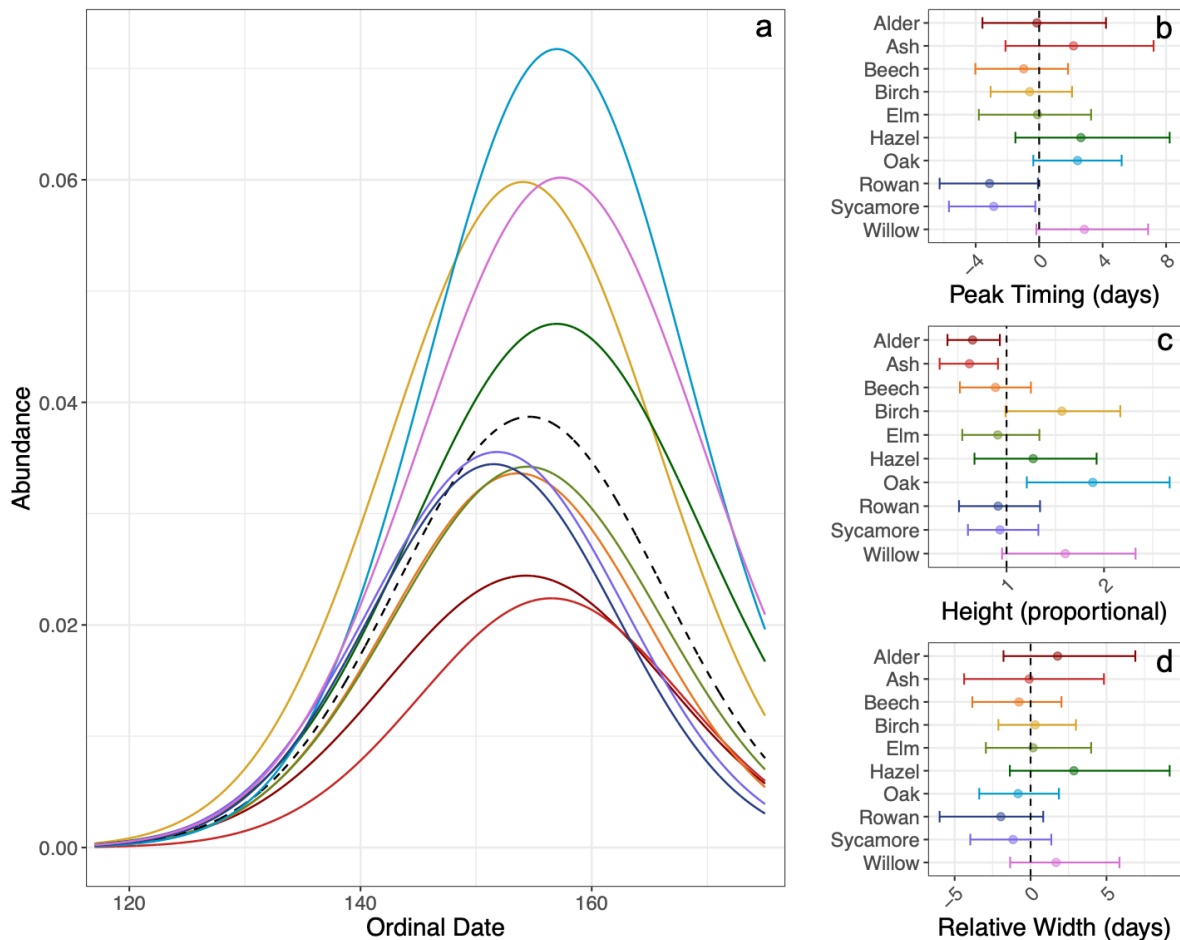 a
0.06
0.04
0.02
0.00
Abundance
120
140
160
Ordinal Date
b
Alder
Ash
Beech
Birch
Elm
Hazel
Oak
Rowan
Sycamore
Willow
-4
0
4
8
Peak Timing (days)
c
Alder
Ash
Beech
Birch
Elm
Hazel
Oak
Rowan
Sycamore
Willow
1
2
Height (proportional)
d
Alder
Ash
Beech
Birch
Elm
Hazel
Oak
Rowan
Sycamore
Willow
-5
0
5
Relative Width (days)